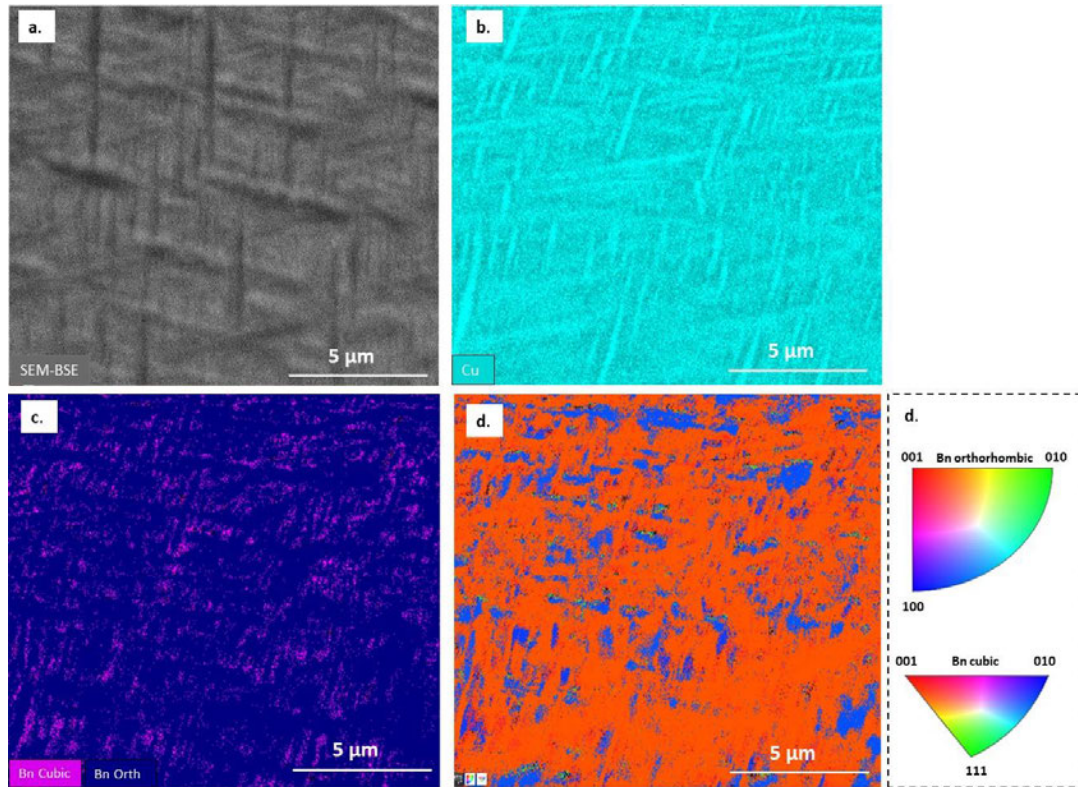 a.
SEM-BSE
5 µm
b.
Cu
5 µm
c.
Bn Cubic
Bn Orth
5 µm
d.
5 µm
d.
001 Bn orthorhombic 010
100
001 Bn cubic 010
111